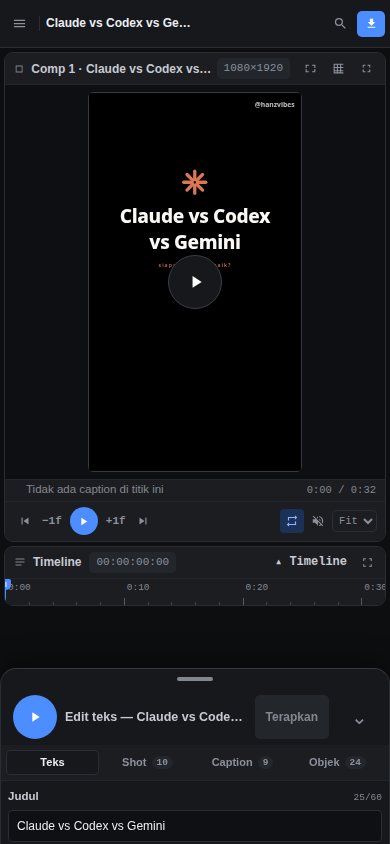 Claude vs Codex vs Ge...
Comp 1 · Claude vs Codex vs... 1080×1920
@hanzvibes
Claude vs Codex
vs Gemini
Tidak ada caption di titik ini 0:00 / 0:32
−1f +1f Fit
Timeline 00:00:00:00 ▲ Timeline
0:00 0:10 0:20 0:30
Edit teks — Claude vs Code... Terapkan
Teks Shot 10 Caption 9 Objek 24
Judul 25/60
Claude vs Codex vs Gemini